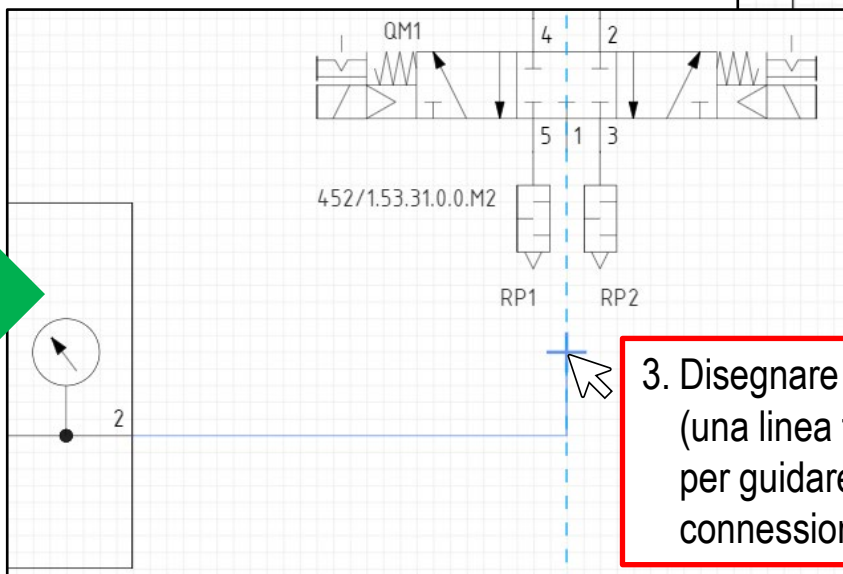 QM1
4 2
5 1 3
452/1.53.31.0.0.M2
RP1 RP2
2
3. Disegnare
(una linea
per guidare
connession